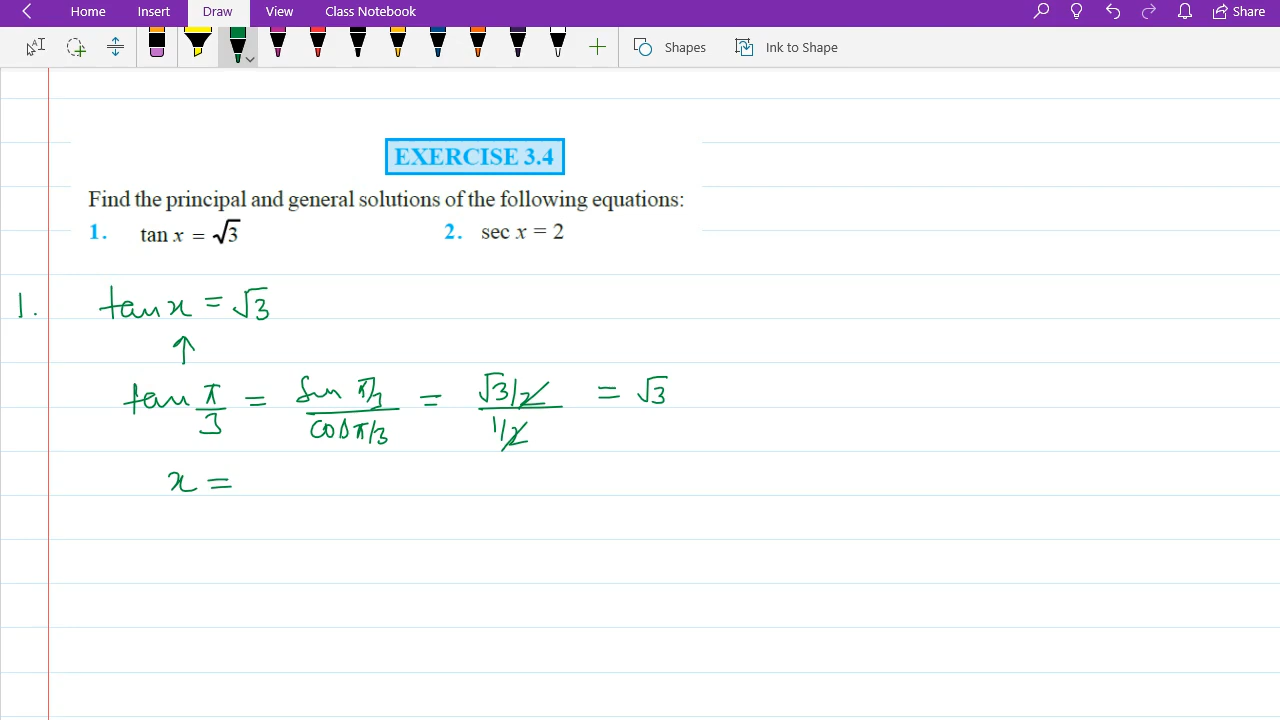 Home Insert Draw View Class Notebook Share
Shapes Ink to Shape
EXERCISE 3.4
Find the principal and general solutions of the following equations:
1. tan x = √3 2. sec x = 2
1. tan x = √3
↑
tan π/3 = sin π/3 / cos π/3 = √3/2 / 1/2 = √3
x =